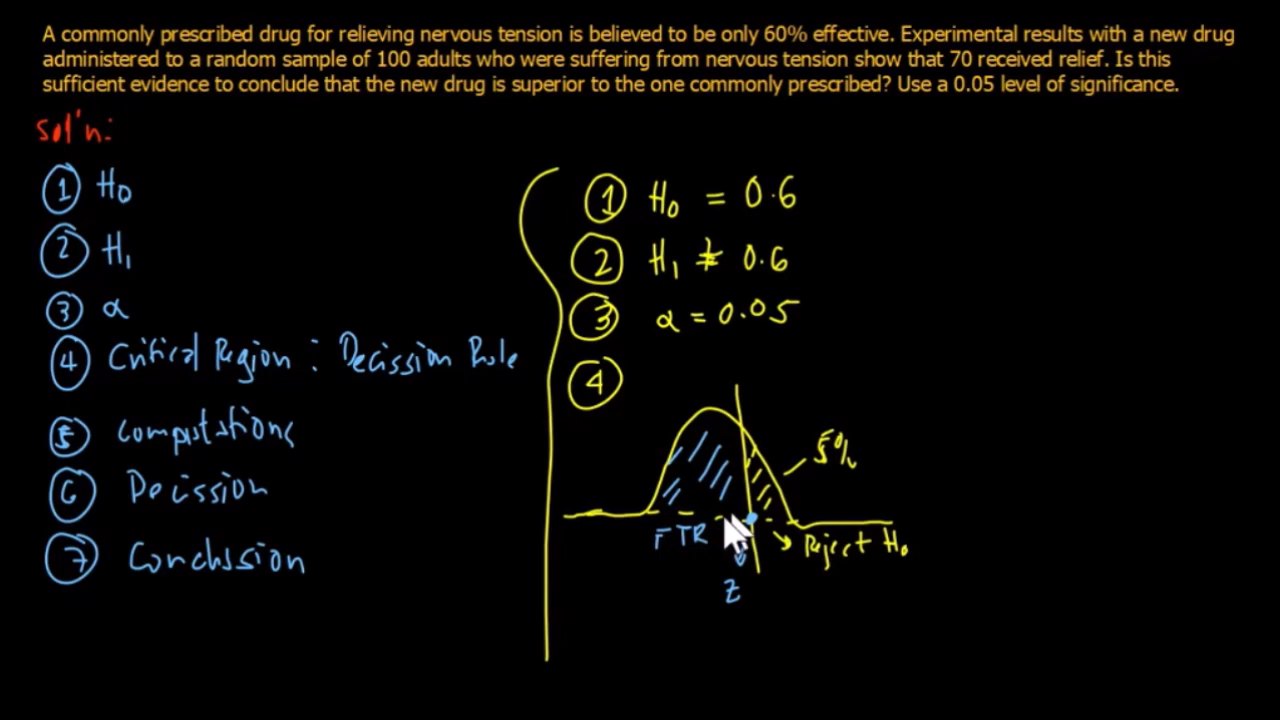 A commonly prescribed drug for relieving nervous tension is believed to be only 60% effective. Experimental results with a new drug
administered to a random sample of 100 adults who were suffering from nervous tension show that 70 received relief. Is this
sufficient evidence to conclude that the new drug is superior to the one commonly prescribed? Use a 0.05 level of significance.
Sol'n:
① H₀
② H₁
③ α
④ Critical Region : Decission Rule
⑤ Computations
⑥ Decission
⑦ Conclusion
① H₀ = 0.6
② H₁ ≠ 0.6
③ α = 0.05
④
5%
FTR
Reject H₀
Z